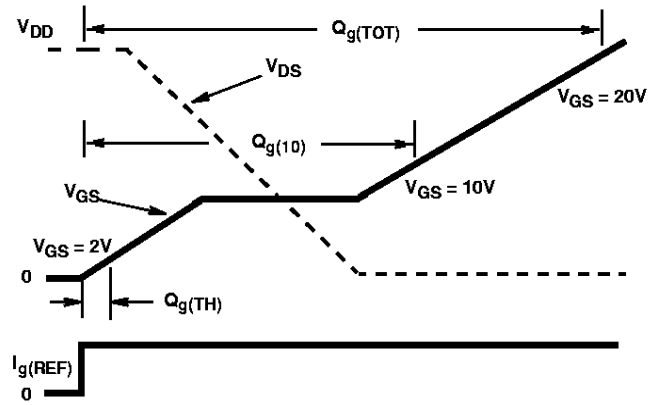 V_DD
Q_g(TOT)
V_DS
V_GS = 20V
Q_g(10)
V_GS
V_GS = 10V
V_GS = 2V
0
Q_g(TH)
I_g(REF)
0